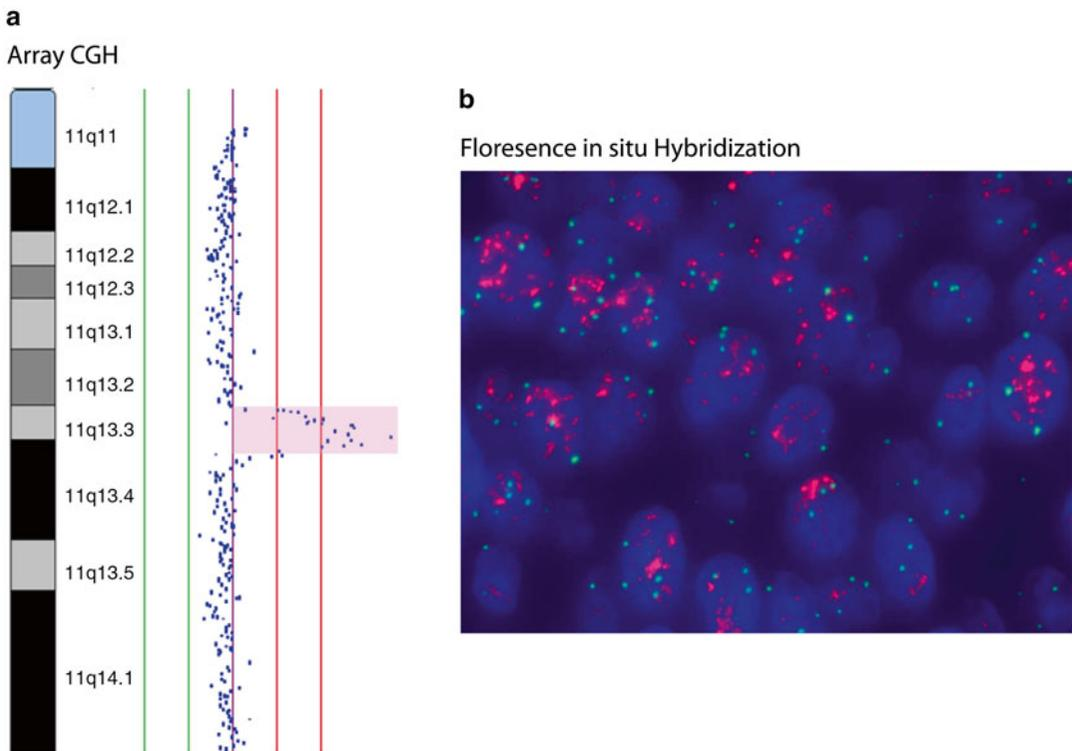 a
Array CGH
11q11
11q12.1
11q12.2
11q12.3
11q13.1
11q13.2
11q13.3
11q13.4
11q13.5
11q14.1
b
Floresence in situ Hybridization